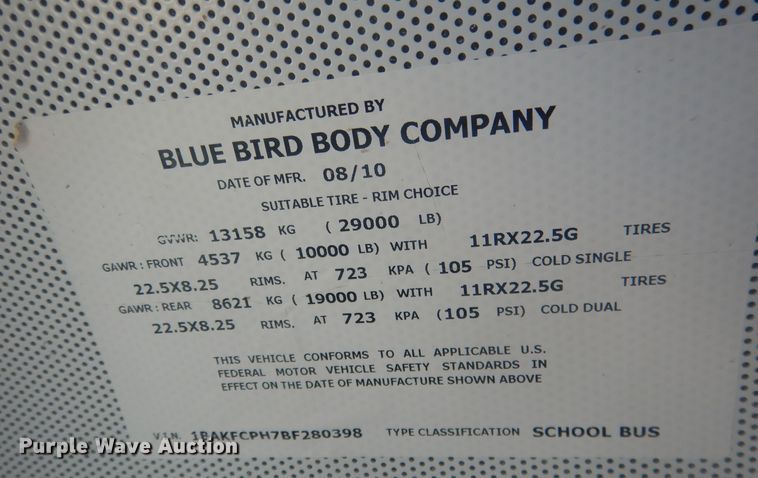 MANUFACTURED BY
BLUE BIRD BODY COMPANY
DATE OF MFR. 08/10
SUITABLE TIRE - RIM CHOICE
GVWR: 13158 KG ( 29000 LB)
GAWR : FRONT 4537 KG ( 10000 LB) WITH 11RX22.5G TIRES
22.5X8.25 RIMS. AT 723 KPA ( 105 PSI) COLD SINGLE
GAWR : REAR 8621 KG ( 19000 LB) WITH 11RX22.5G TIRES
22.5X8.25 RIMS. AT 723 KPA (105 PSI) COLD DUAL
THIS VEHICLE CONFORMS TO ALL APPLICABLE U.S.
FEDERAL MOTOR VEHICLE SAFETY STANDARDS IN
EFFECT ON THE DATE OF MANUFACTURE SHOWN ABOVE
VIN 1BAKFCPH7BF280398 TYPE CLASSIFICATION SCHOOL BUS
Purple Wave Auction